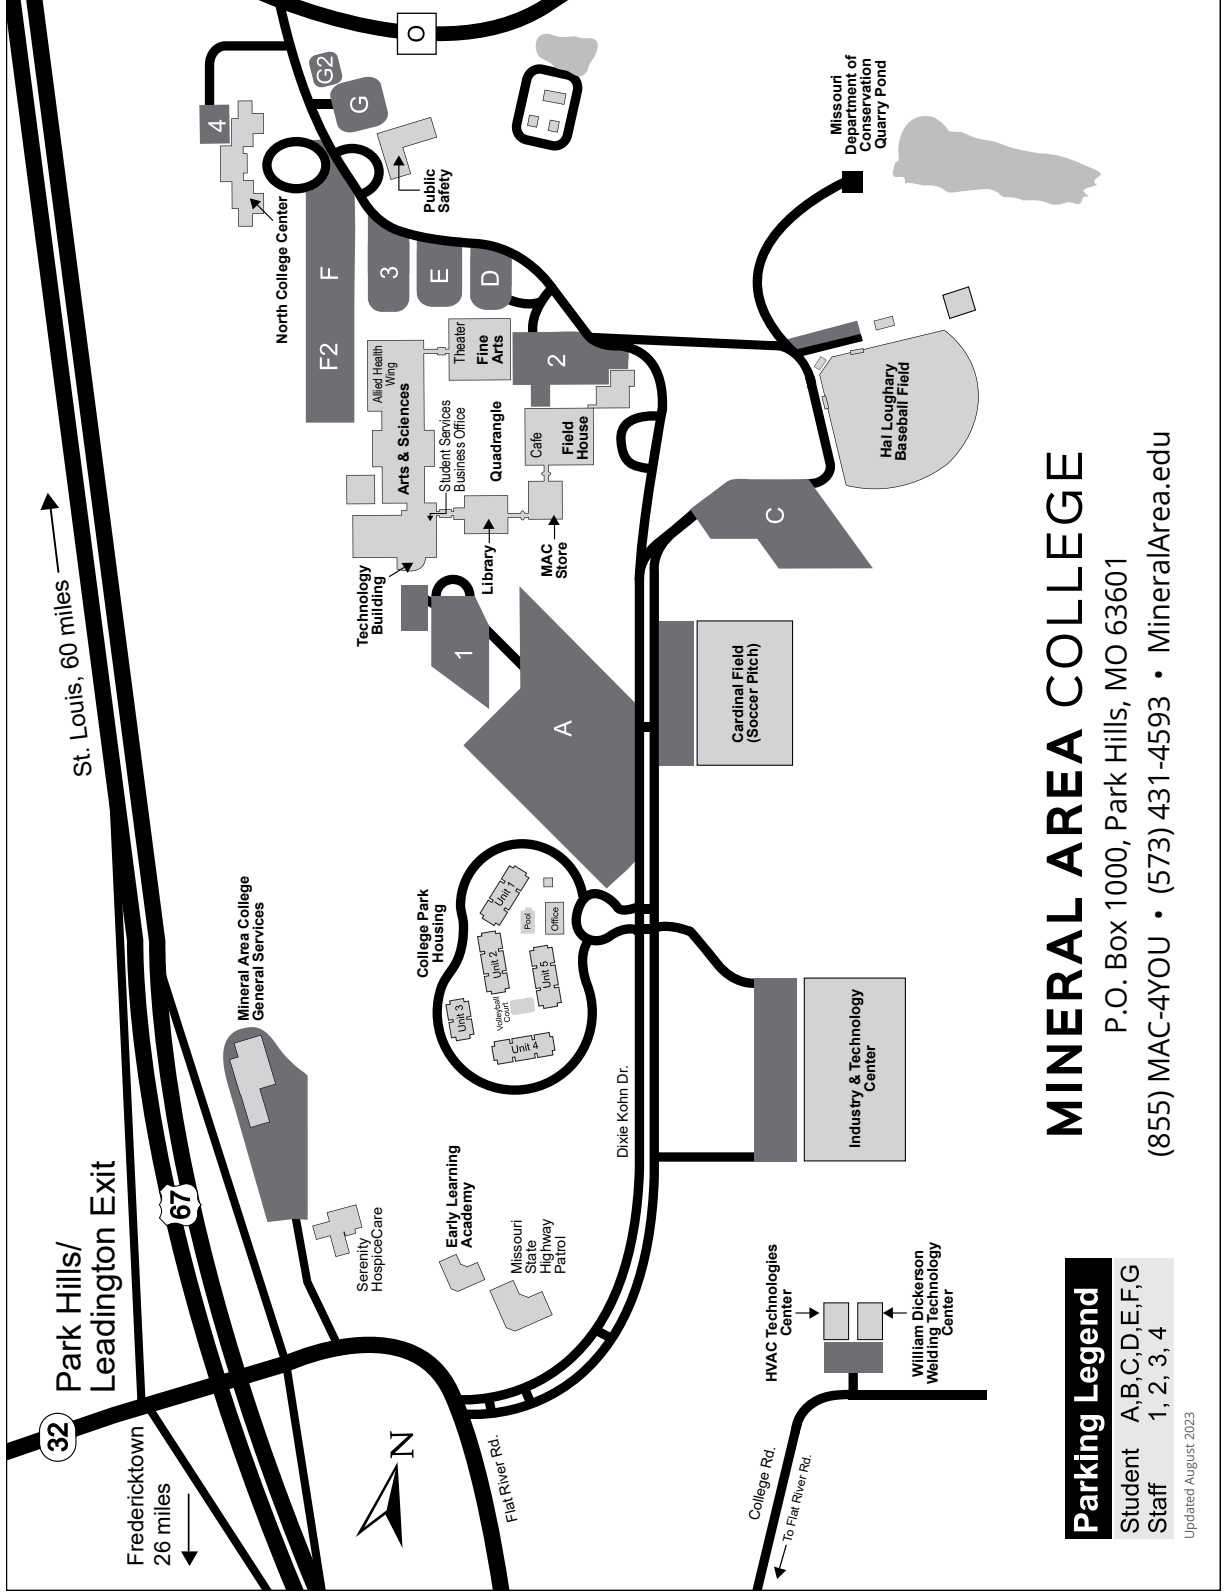 32
Park Hills/
Leadington Exit
Fredericktown
26 miles
67
St. Louis, 60 miles
N
Flat River Rd.
Serenity
HospiceCare
Mineral Area College
General Services
Early Learning
Academy
Missouri
State
Highway
Patrol
College Park
Housing
Unit 1
Unit 2
Unit 3
Unit 4
Unit 5
Pool
Office
Volleyball
Court
Dixie Kohn Dr.
A
1
Technology
Building
Library
MAC
Store
Arts & Sciences
Allied Health
Wing
Student Services
Business Office
Quadrangle
Theater
Fine
Arts
Cafe
Field
House
2
F2
F
3
E
D
North College Center
4
G2
G
O
Public
Safety
Missouri
Department of
Conservation
Quarry Pond
Hal Loughary
Baseball Field
C
Cardinal Field
(Soccer Pitch)
Industry & Technology
Center
HVAC Technologies
Center
William Dickerson
Welding Technology
Center
College Rd.
To Flat River Rd.
MINERAL AREA COLLEGE
P.O. Box 1000, Park Hills, MO 63601
(855) MAC-4YOU • (573) 431-4593 • MineralArea.edu
Parking Legend
Student A,B,C,D,E,F,G
Staff 1, 2, 3, 4
Updated August 2023